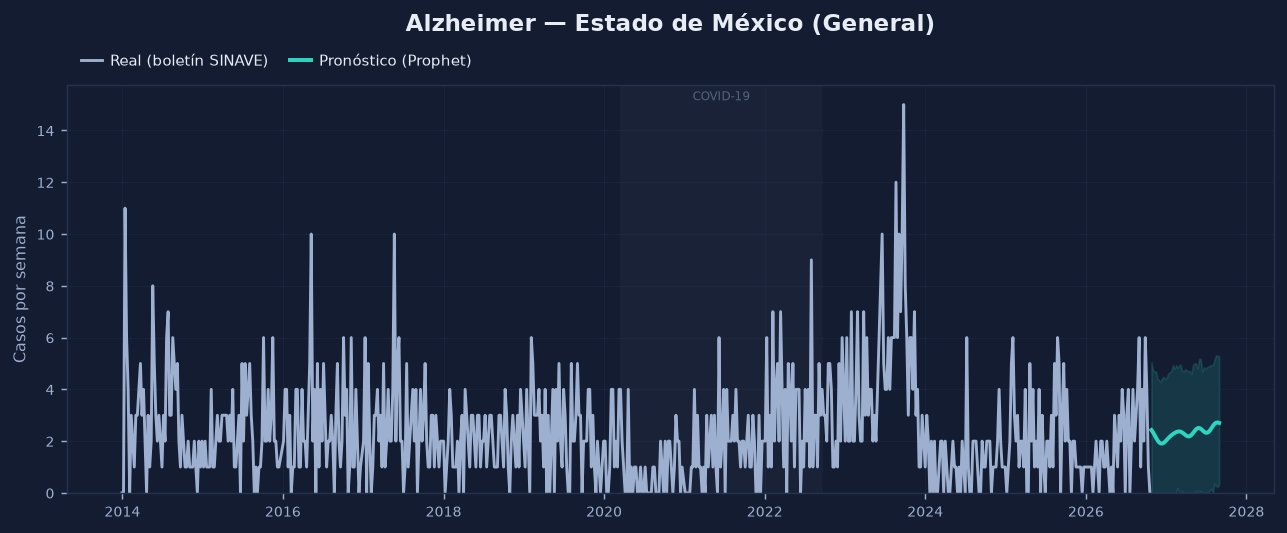 Alzheimer — Estado de México (General)
Real (boletín SINAVE) Pronóstico (Prophet)
COVID-19
Casos por semana
14
12
10
8
6
4
2
0
2014 2016 2018 2020 2022 2024 2026 2028